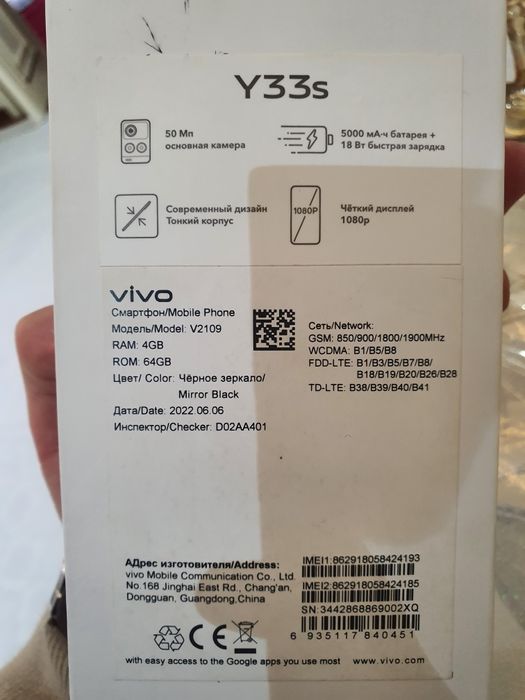 Y33s
50 Мп
основная камера
5000 мА·ч батарея +
18 Вт быстрая зарядка
Современный дизайн
Тонкий корпус
1080P
Чёткий дисплей
1080p
vivo
Смартфон/Mobile Phone
Модель/Model: V2109
RAM: 4GB
ROM: 64GB
Цвет/ Color: Чёрное зеркало/
Mirror Black
Дата/Date: 2022.06.06
Инспектор/Checker: D02AA401
Сеть/Network:
GSM: 850/900/1800/1900MHz
WCDMA: B1/B5/B8
FDD-LTE: B1/B3/B5/B7/B8/
B18/B19/B20/B26/B28
TD-LTE: B38/B39/B40/B41
АДрес изготовителя/Address:
vivo Mobile Communication Co., Ltd.
No.168 Jinghai East Rd., Chang'an,
Dongguan, Guangdong,China
IMEI1:862918058424193
IMEI2:862918058424185
SN:3442868869002XQ
6 935117 840451
CE
with easy access to the Google apps you use most
www.vivo.com